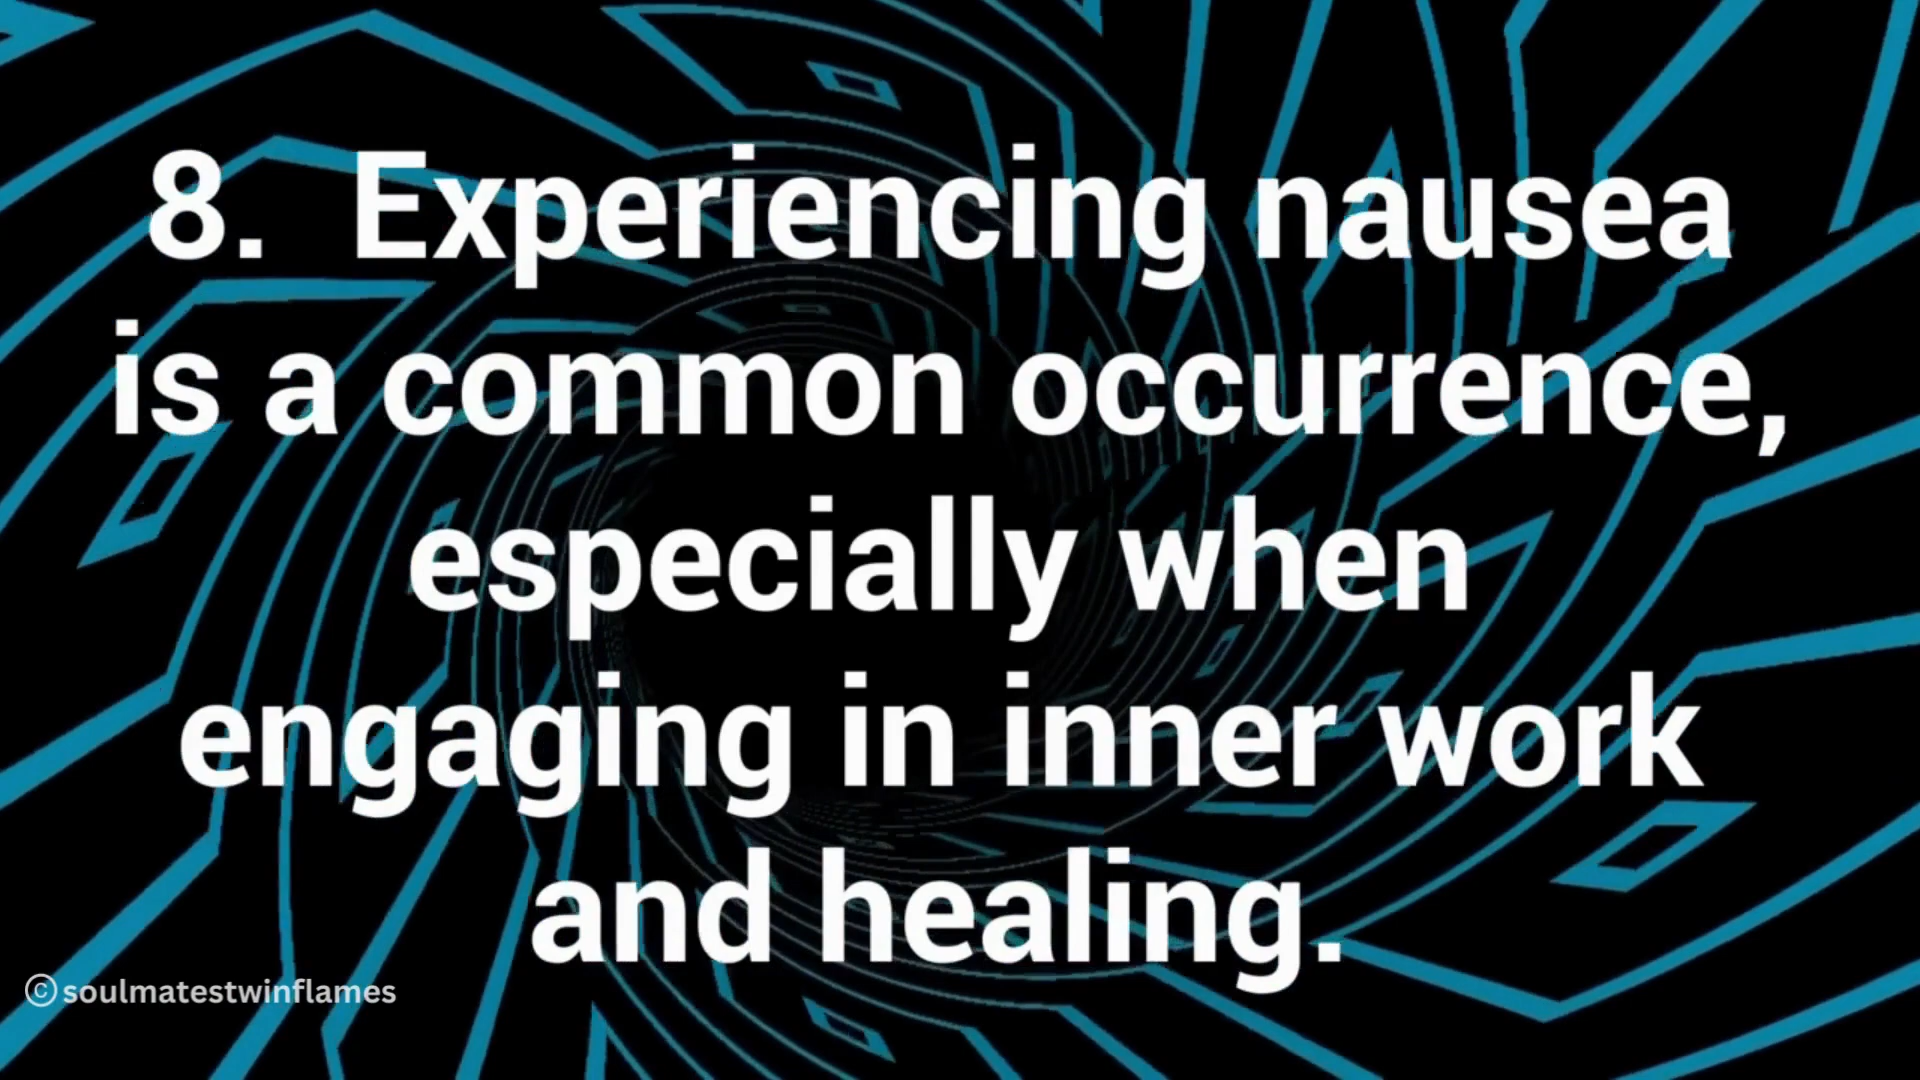 8.  Experiencing nausea
is a common occurrence,
especially when
engaging in inner work
and healing.
©soulmatestwinflames